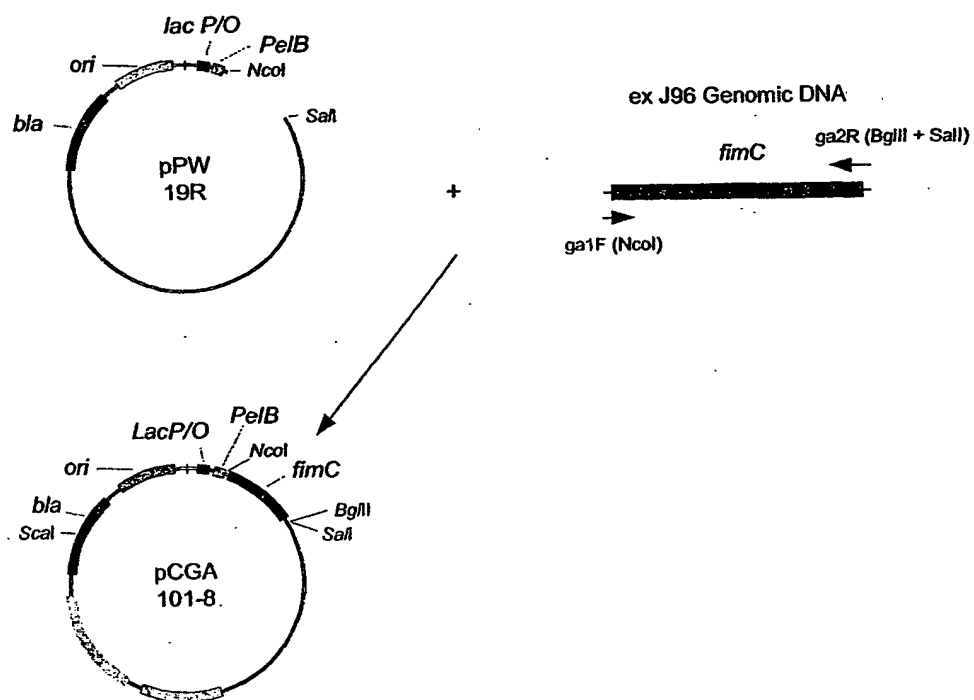 lac P/O
PelB
NcoI
ori
bla
SalI
pPW
19R
+
ex J96 Genomic DNA
ga2R (BglII + SalI)
fimC
ga1F (NcoI)
LacP/O
PelB
NcoI
fimC
ori
bla
ScaI
BglII
SalI
pCGA
101-8